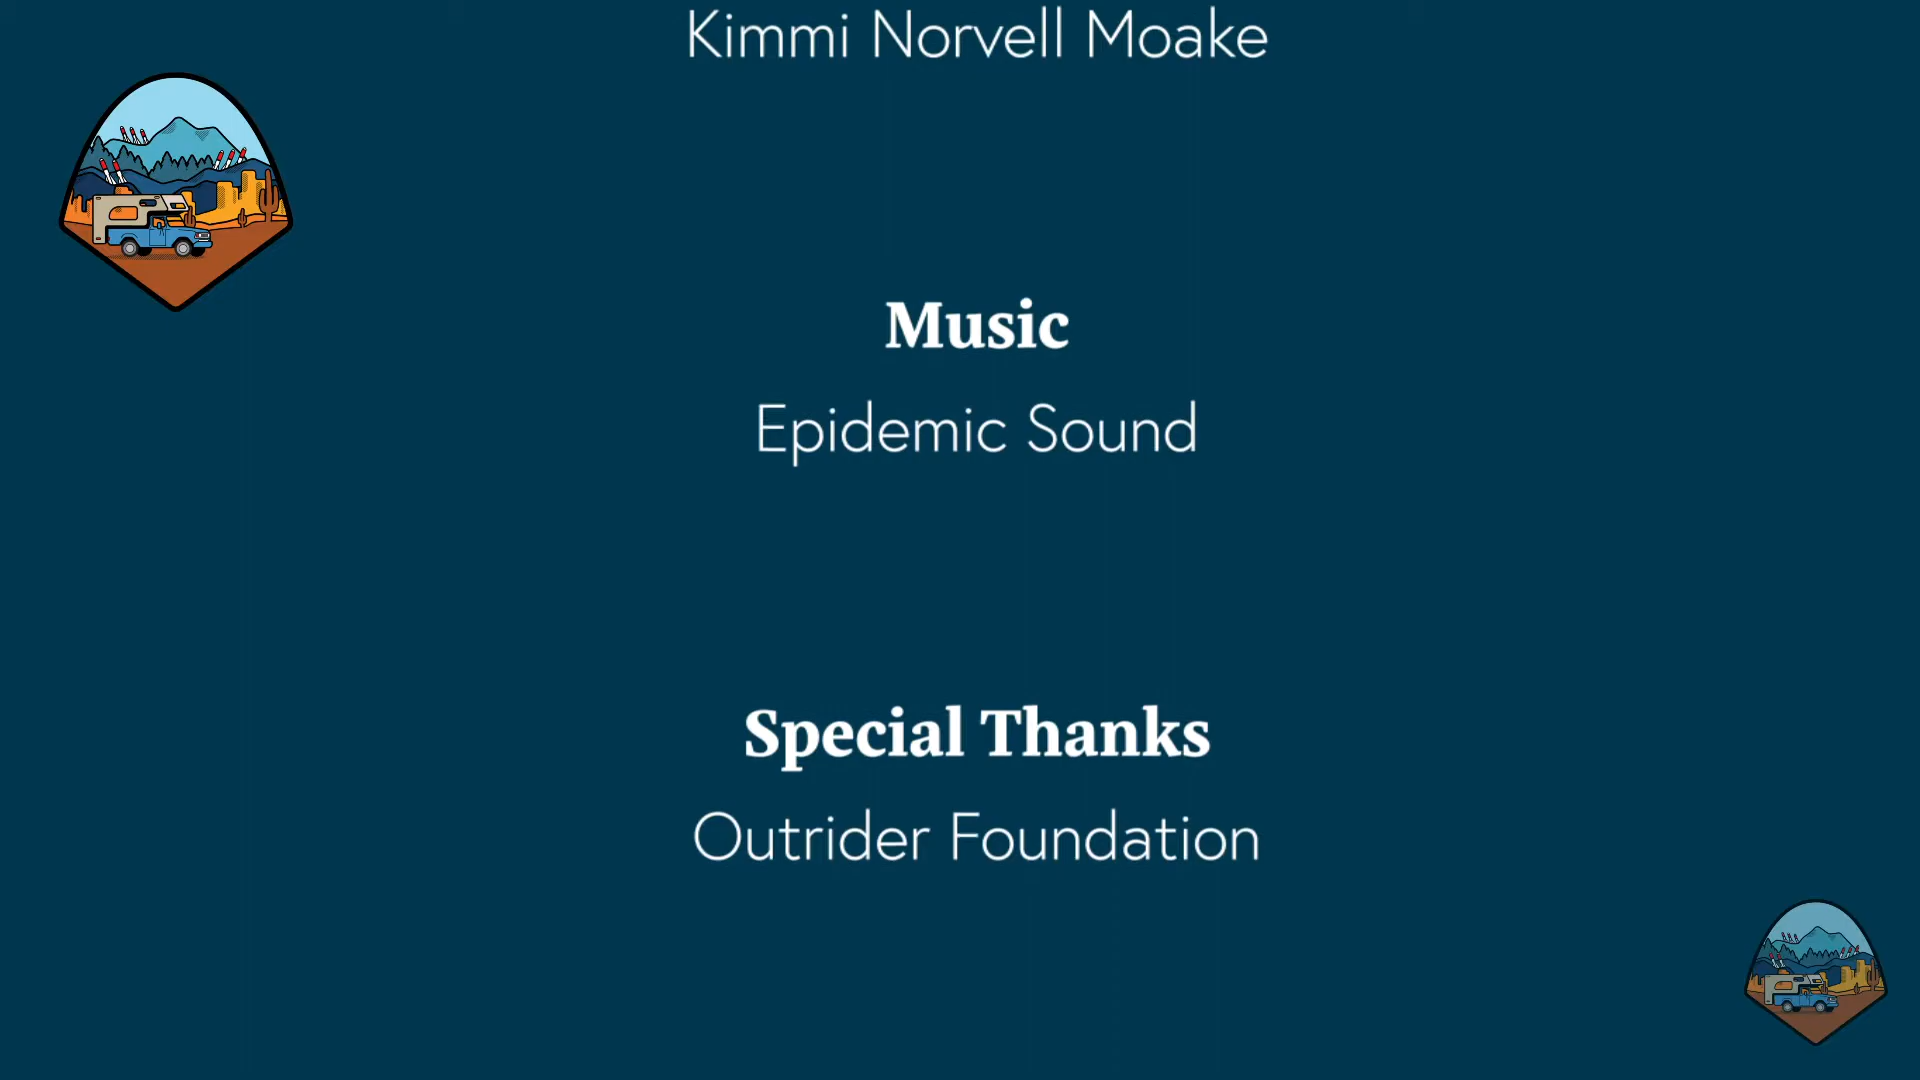 Kimmi Norvell Moake
Music
Epidemic Sound
Special Thanks
Outrider Foundation